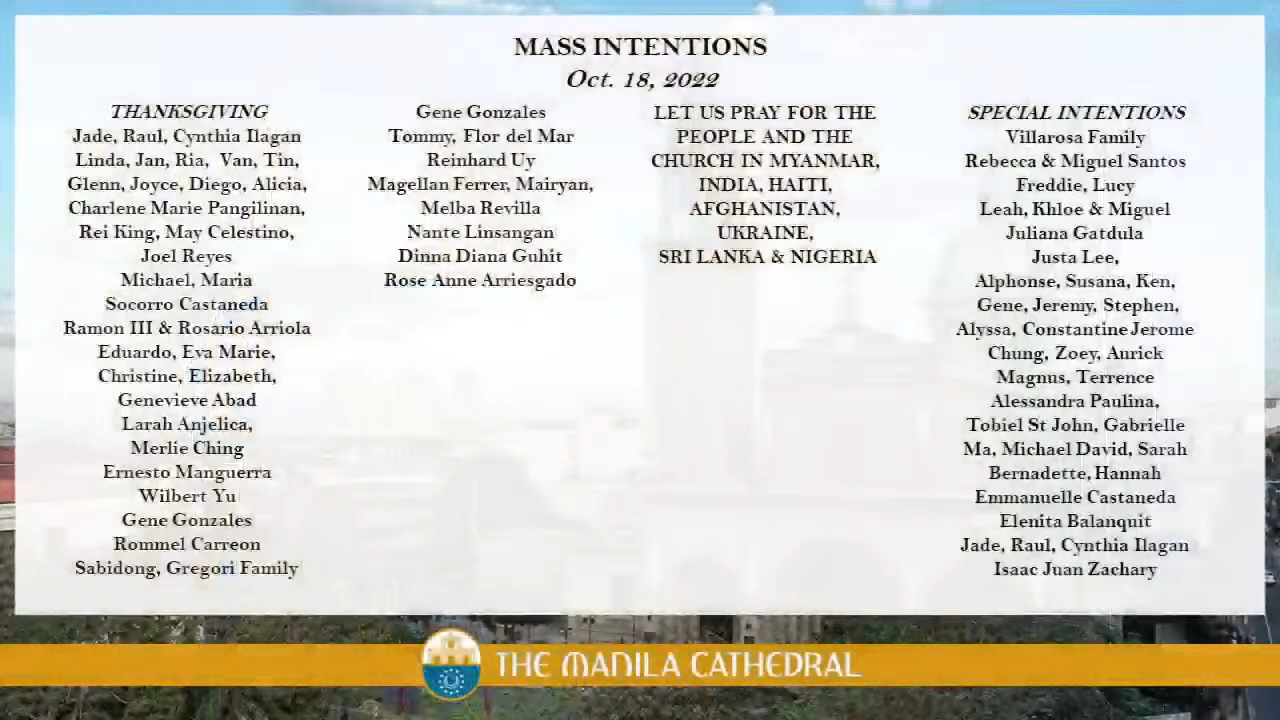 MASS INTENTIONS
Oct. 18, 2022
THANKSGIVING
Jade, Raul, Cynthia Ilagan
Linda, Jan, Ria, Van, Tin,
Glenn, Joyce, Diego, Alicia,
Charlene Marie Pangilinan,
Rei King, May Celestino,
Joel Reyes
Michael, Maria
Socorro Castaneda
Ramon III & Rosario Arriola
Eduardo, Eva Marie,
Christine, Elizabeth,
Genevieve Abad
Larah Anjelica,
Merlie Ching
Ernesto Manguerra
Wilbert Yu
Gene Gonzales
Rommel Carreon
Sabidong, Gregori Family
Gene Gonzales
Tommy, Flor del Mar
Reinhard Uy
Magellan Ferrer, Mairyan,
Melba Revilla
Nante Linsangan
Dinna Diana Guhit
Rose Anne Arriesgado
LET US PRAY FOR THE
PEOPLE AND THE
CHURCH IN MYANMAR,
INDIA, HAITI,
AFGHANISTAN,
UKRAINE,
SRI LANKA & NIGERIA
SPECIAL INTENTIONS
Villarosa Family
Rebecca & Miguel Santos
Freddie, Lucy
Leah, Khloe & Miguel
Juliana Gatdula
Justa Lee,
Alphonse, Susana, Ken,
Gene, Jeremy, Stephen,
Alyssa, Constantine Jerome
Chung, Zoey, Aurick
Magnus, Terrence
Alessandra Paulina,
Tobiel St John, Gabrielle
Ma, Michael David, Sarah
Bernadette, Hannah
Emmanuelle Castaneda
Elenita Balanquit
Jade, Raul, Cynthia Ilagan
Isaac Juan Zachary
THE MANILA CATHEDRAL